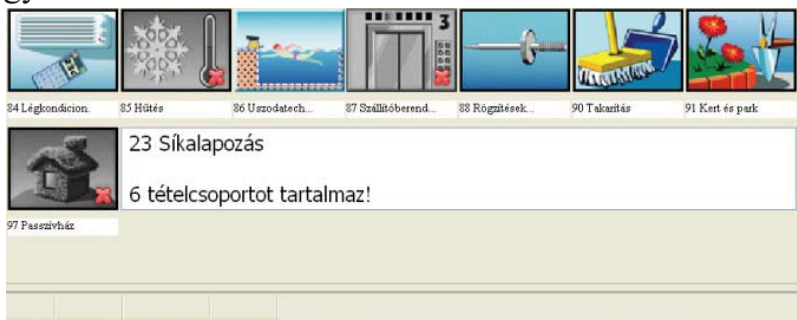 84 Légkondicion.
85 Hűtés
86 Uszodatech...
87 Szállítóberend...
88 Rögzítések...
90 Takarítás
91 Kert és park
3
23 Síkalapozás
6 tételcsoportot tartalmaz!
97 Passzívház